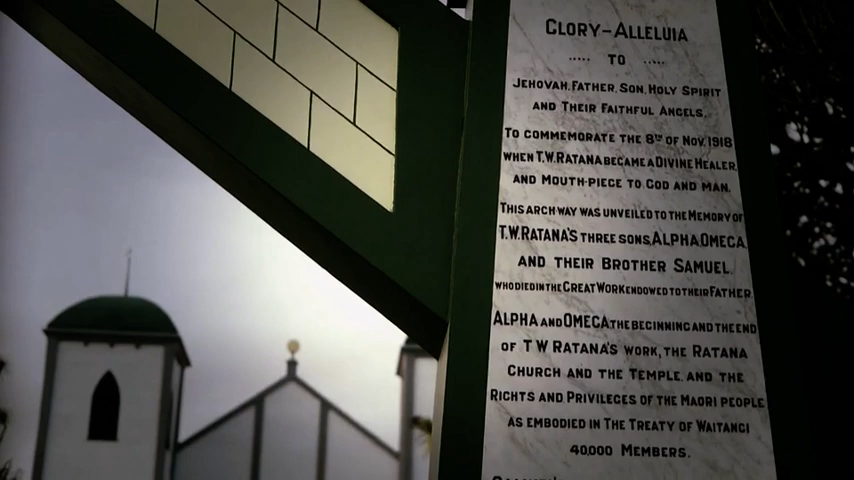 GLORY-ALLELUIA
..... TO .....
JEHOVAH, FATHER, SON, HOLY SPIRIT
AND THEIR FAITHFUL ANGELS.
TO COMMEMORATE THE 8TH OF NOV. 1918
WHEN T.W. RATANA BECAME A DIVINE HEALER,
AND MOUTH-PIECE TO GOD AND MAN.
THIS ARCH-WAY WAS UNVEILED TO THE MEMORY OF
T.W. RATANA'S THREE SONS, ALPHA, OMEGA,
AND THEIR BROTHER SAMUEL.
WHO DIED IN THE GREAT WORK ENDOWED TO THEIR FATHER.
ALPHA AND OMEGA THE BEGINNING AND THE END
OF T W RATANA'S WORK, THE RATANA
CHURCH AND THE TEMPLE. AND THE
RIGHTS AND PRIVILEGES OF THE MAORI PEOPLE
AS EMBODIED IN THE TREATY OF WAITANGI
40,000 MEMBERS.